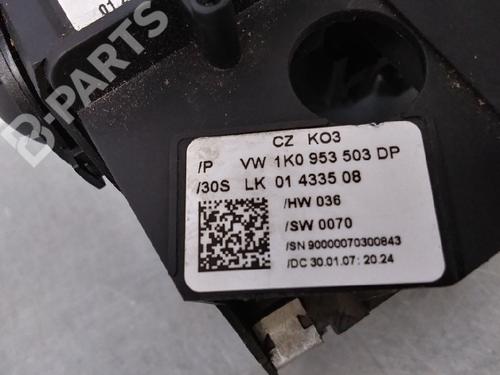 B-PARTS
CZ KO3
/P VW 1K0 953 503 DP
/30S LK 01 4335 08
/HW 036
/SW 0070
/SN 90000070300843
/DC 30.01.07: 20.24